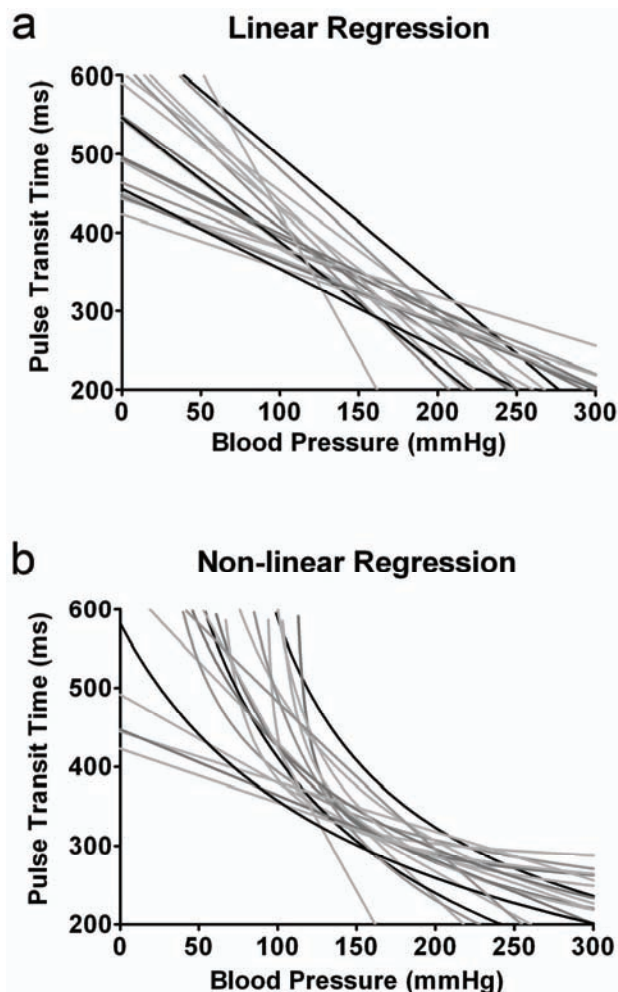 a
Linear Regression
600
500
400
300
200
Pulse Transit Time (ms)
0 50 100 150 200 250 300
Blood Pressure (mmHg)
b
Non-linear Regression
600
500
400
300
200
Pulse Transit Time (ms)
0 50 100 150 200 250 300
Blood Pressure (mmHg)